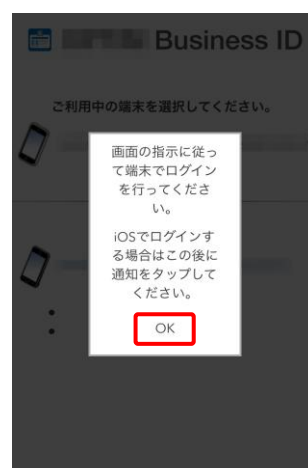 Business ID
ご利用中の端末を選択してください。
画面の指示に従っ
て端末でログイン
を行ってくださ
い。
iOSでログインす
る場合はこの後に
通知をタップして
ください。
OK